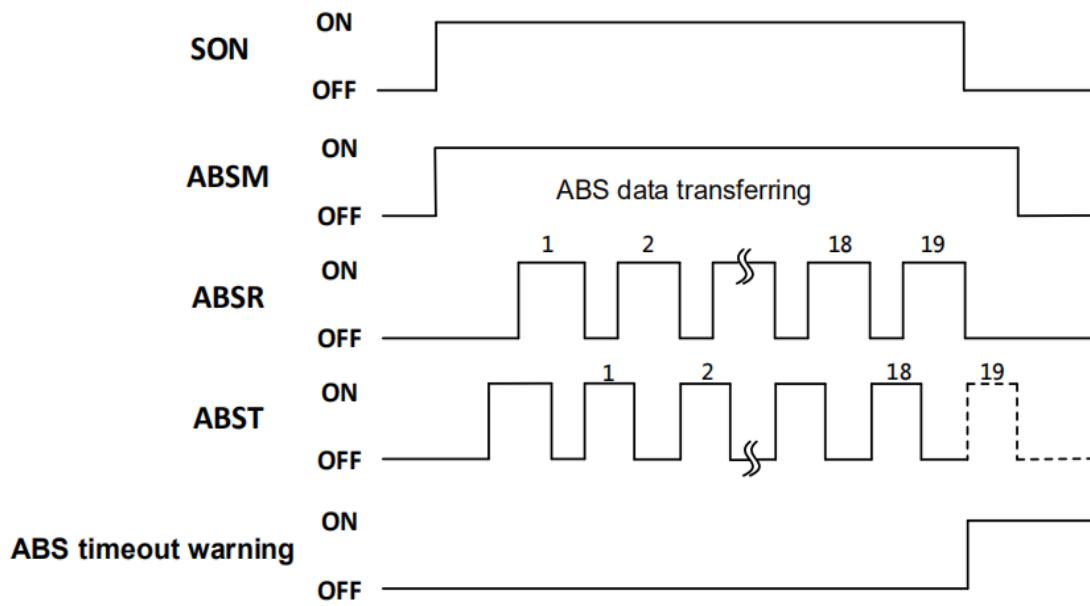 ON
SON
OFF
ON
ABSM
ABS data transferring
OFF
1 2 18 19
ON
ABSR
OFF
1 2 18 19
ON
ABST
OFF
ON
ABS timeout warning
OFF